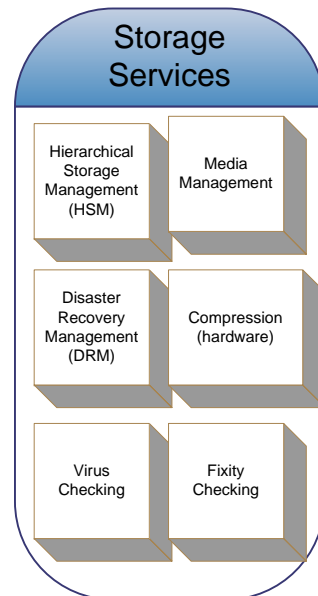 Storage
Services
Hierarchical
Storage
Management
(HSM)
Media
Management
Disaster
Recovery
Management
(DRM)
Compression
(hardware)
Virus
Checking
Fixity
Checking